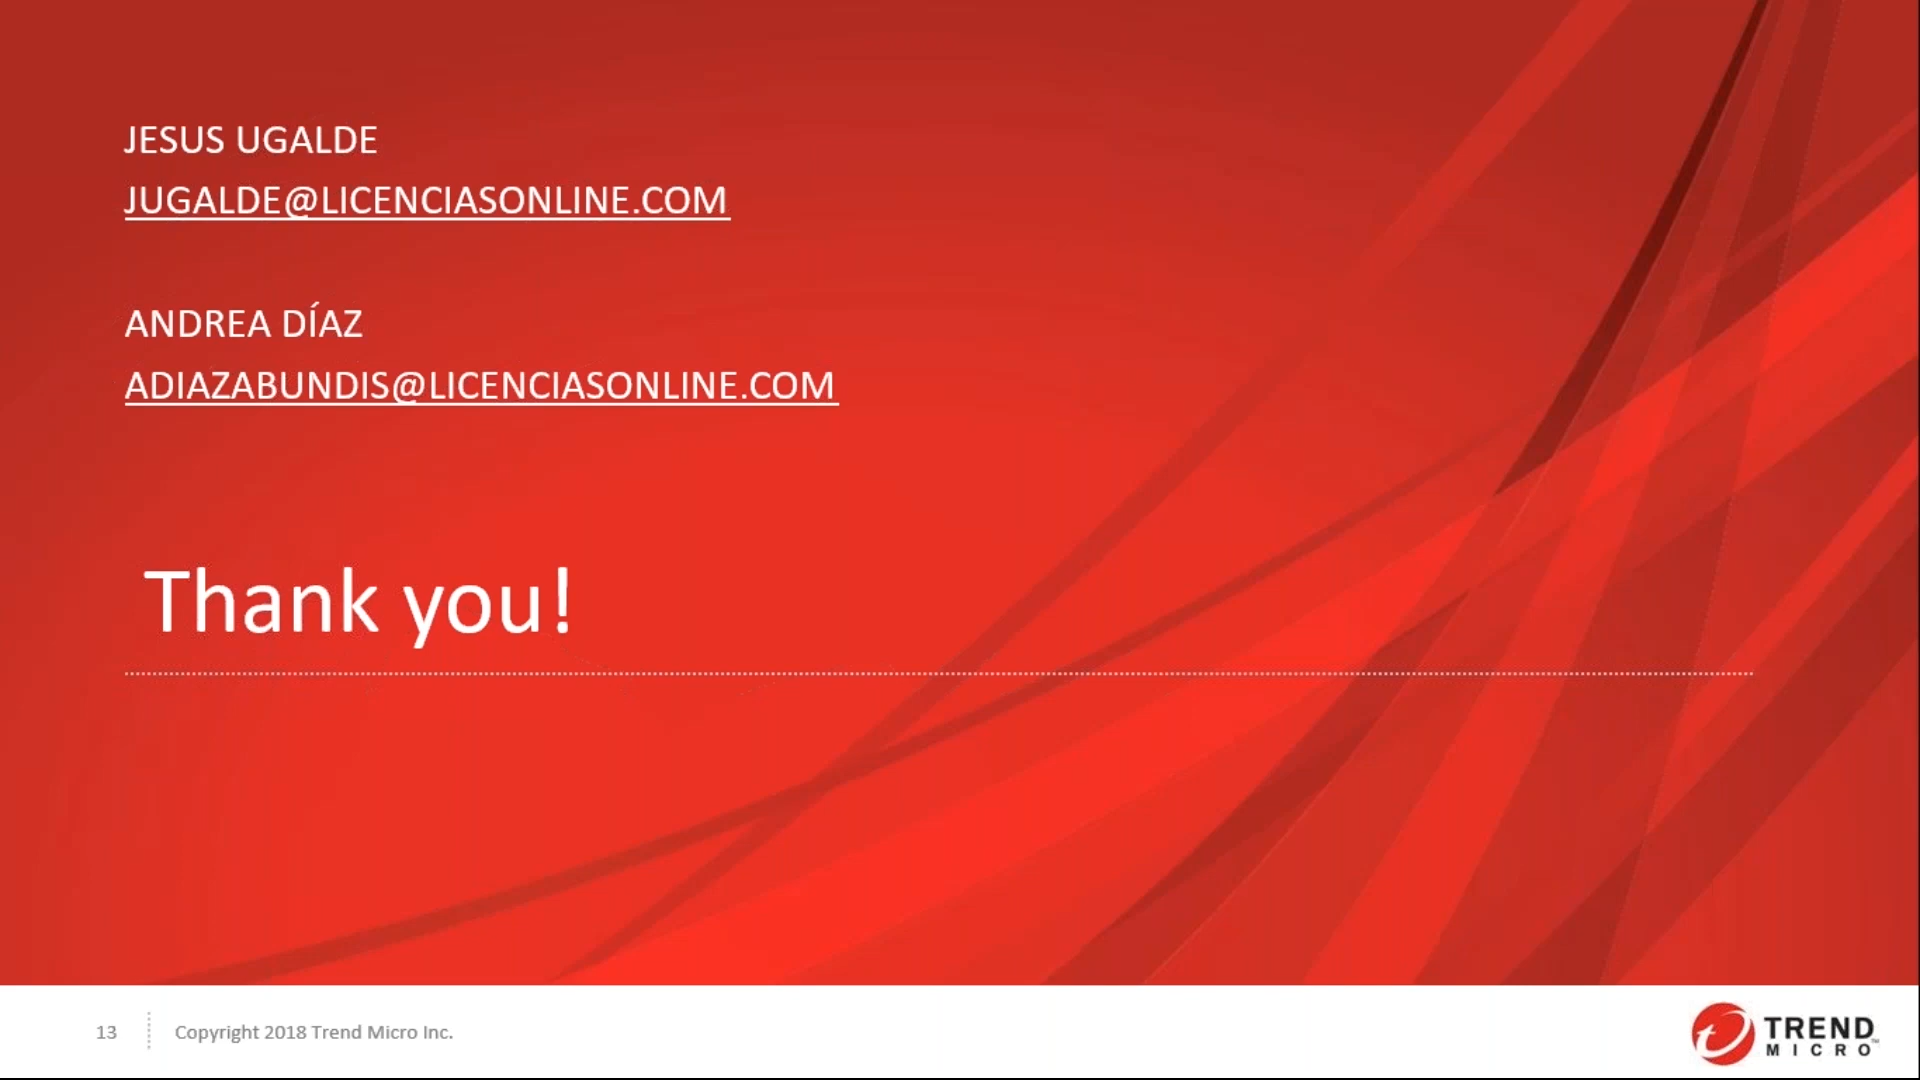 JESUS UGALDE
JUGALDE@LICENCIASONLINE.COM
ANDREA DÍAZ
ADIAZABUNDIS@LICENCIASONLINE.COM
Thank you!
13
Copyright 2018 Trend Micro Inc.
TREND
MICRO™